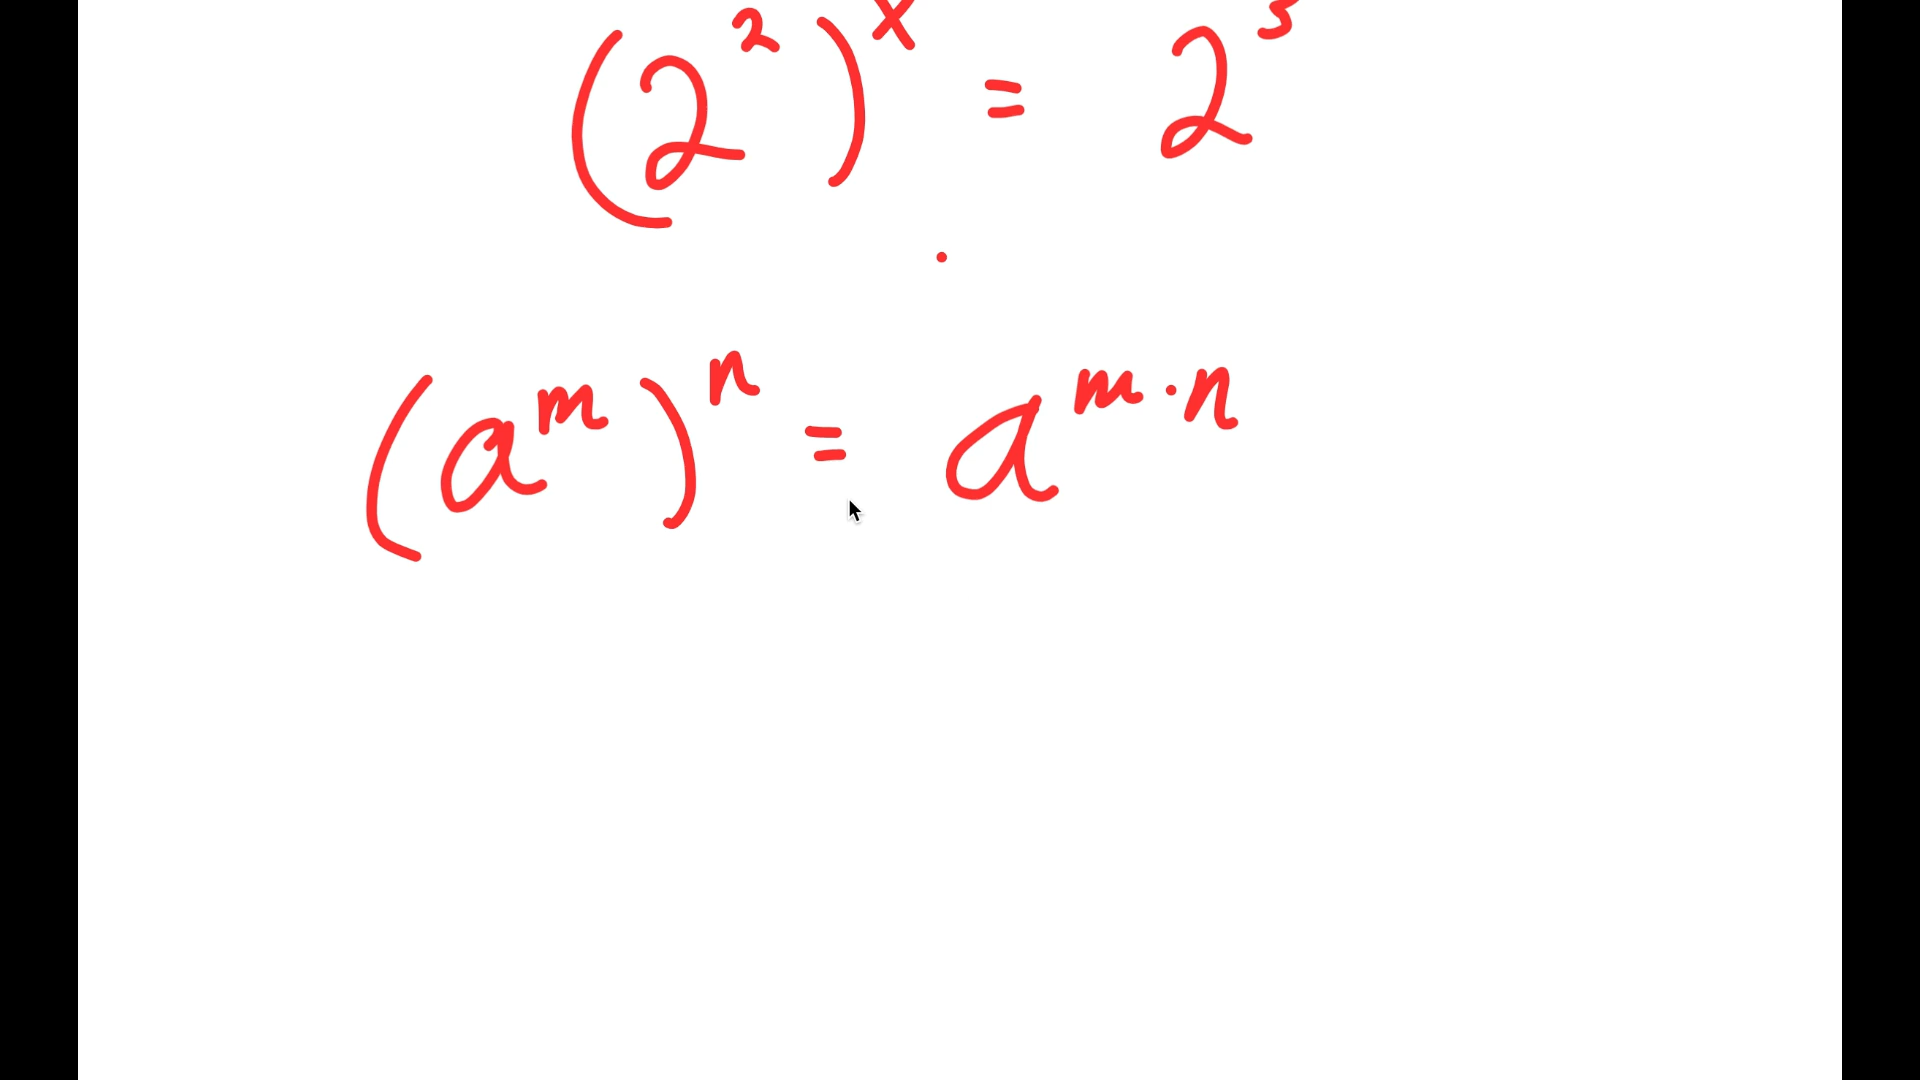 (2²)ˣ = 2³
(aᵐ)ⁿ = aᵐ·ⁿ